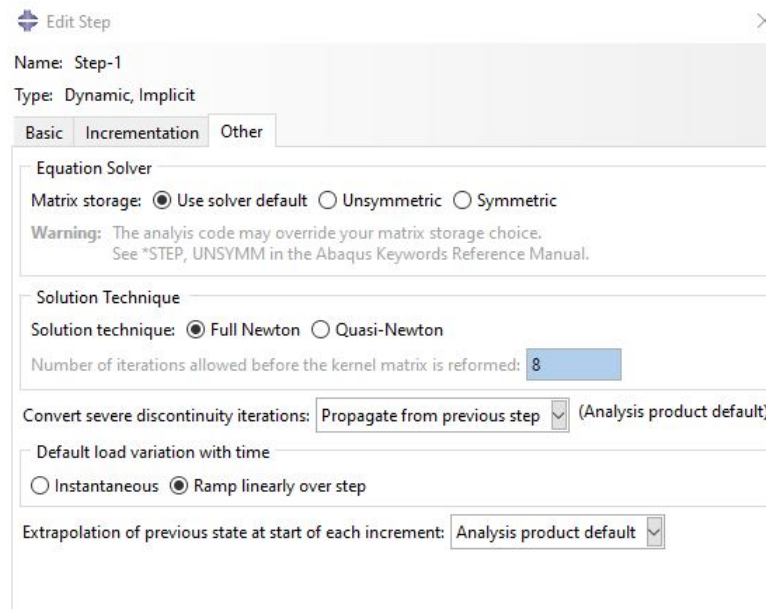 Edit Step
Name: Step-1
Type: Dynamic, Implicit
Basic Incrementation Other
Equation Solver
Matrix storage: Use solver default Unsymmetric Symmetric
Warning: The analyis code may override your matrix storage choice.
See *STEP, UNSYMM in the Abaqus Keywords Reference Manual.
Solution Technique
Solution technique: Full Newton Quasi-Newton
Number of iterations allowed before the kernel matrix is reformed: 8
Convert severe discontinuity iterations: Propagate from previous step (Analysis product default)
Default load variation with time
Instantaneous Ramp linearly over step
Extrapolation of previous state at start of each increment: Analysis product default